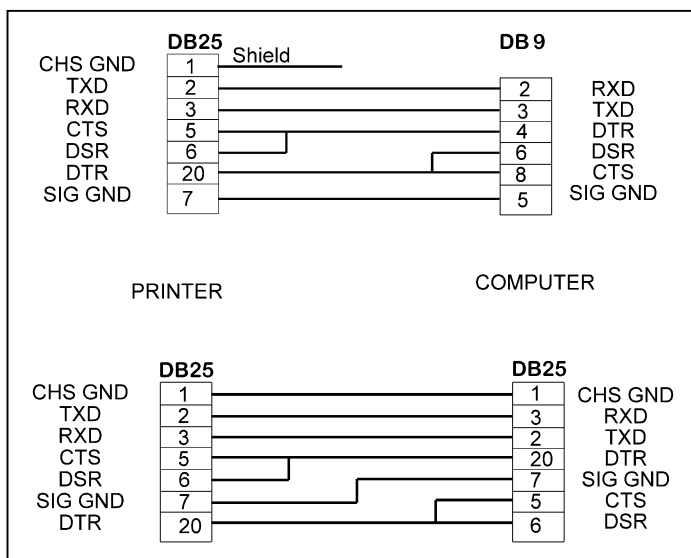 DB25 DB 9
CHS GND 1 Shield
TXD 2 2 RXD
RXD 3 3 TXD
CTS 5 4 DTR
DSR 6 6 DSR
DTR 20 8 CTS
SIG GND 7 5 SIG GND
PRINTER COMPUTER
DB25 DB25
CHS GND 1 1 CHS GND
TXD 2 3 RXD
RXD 3 2 TXD
CTS 5 20 DTR
DSR 6 7 SIG GND
SIG GND 7 5 CTS
DTR 20 6 DSR